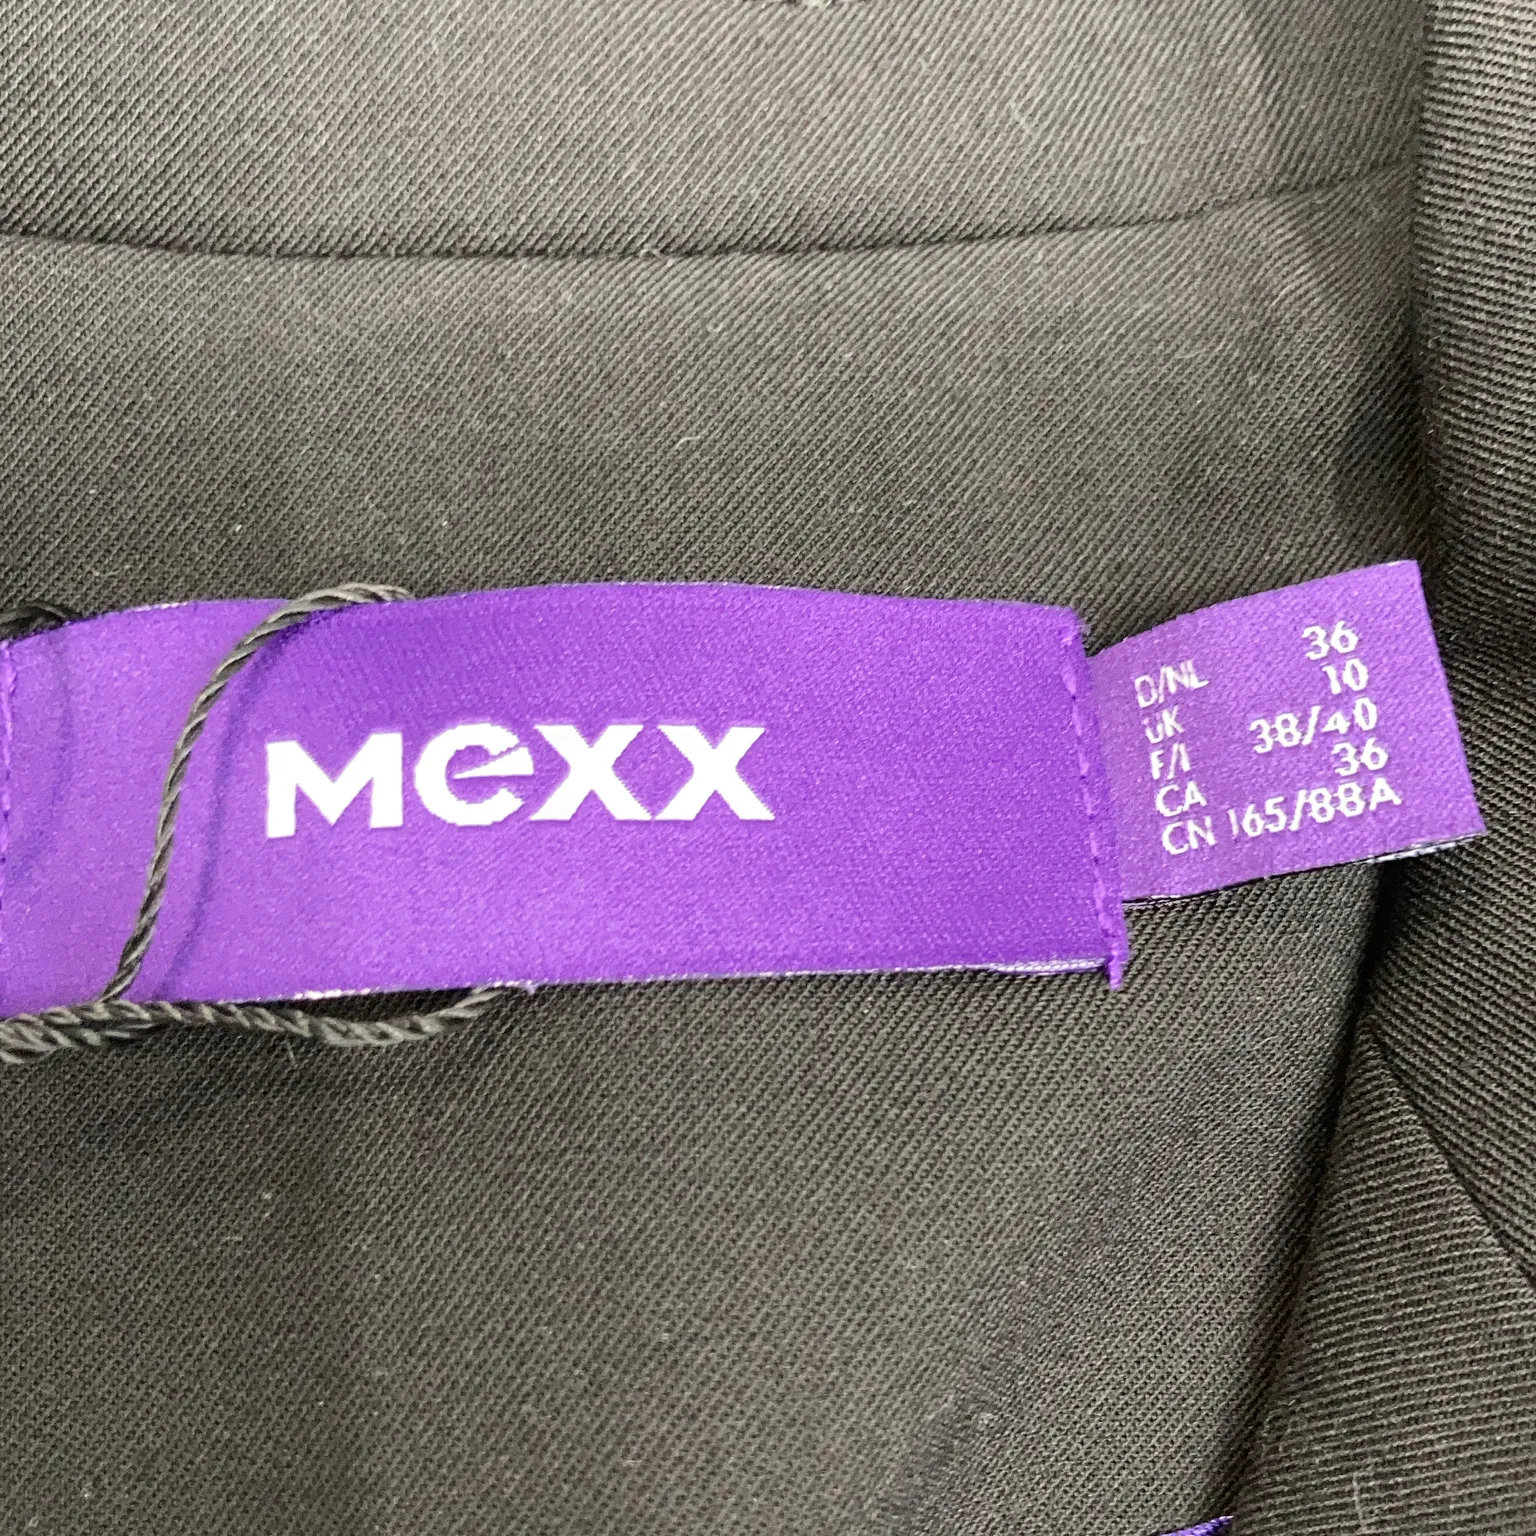 mexx
D/NL 36
UK 10
F/I 38/40
CA 36
CN 165/88A